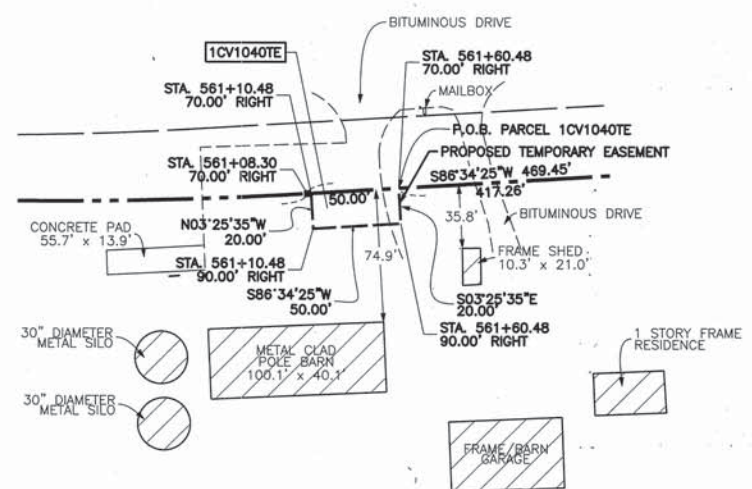 BITUMINOUS DRIVE
1CV1040TE
STA. 561+60.48
70.00' RIGHT
STA. 561+10.48
70.00' RIGHT
MAILBOX
P.O.B. PARCEL 1CV1040TE
PROPOSED TEMPORARY EASEMENT
STA. 561+08.30
70.00' RIGHT
S86°34'25"W 469.45'
417.26'
50.00'
N03°25'35"W
20.00'
35.8'
BITUMINOUS DRIVE
CONCRETE PAD
55.7' x 13.9'
FRAME SHED
10.3' x 21.0'
STA. 561+10.48
90.00' RIGHT
74.9'
S86°34'25"W
50.00'
S03°25'35"E
20.00'
STA. 561+60.48
90.00' RIGHT
30" DIAMETER
METAL SILO
METAL CLAD
POLE BARN
100.1' x 40.1'
1 STORY FRAME
RESIDENCE
30" DIAMETER
METAL SILO
FRAME/BARN
GARAGE